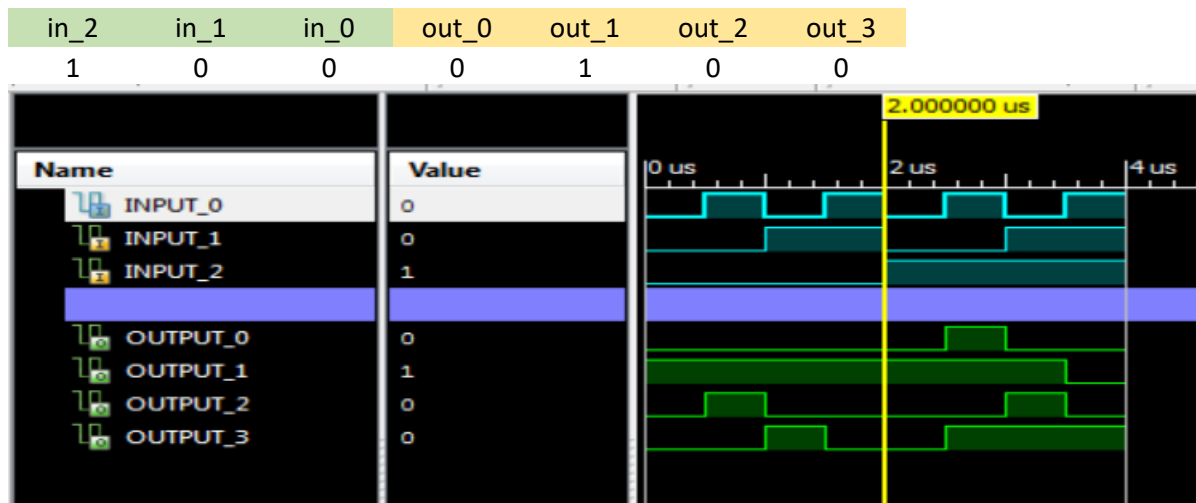 in_2 in_1 in_0 out_0 out_1 out_2 out_3
1 0 0 0 1 0 0
2.000000 us
Name Value 0 us 2 us 4 us
INPUT_0 0
INPUT_1 0
INPUT_2 1
OUTPUT_0 0
OUTPUT_1 1
OUTPUT_2 0
OUTPUT_3 0